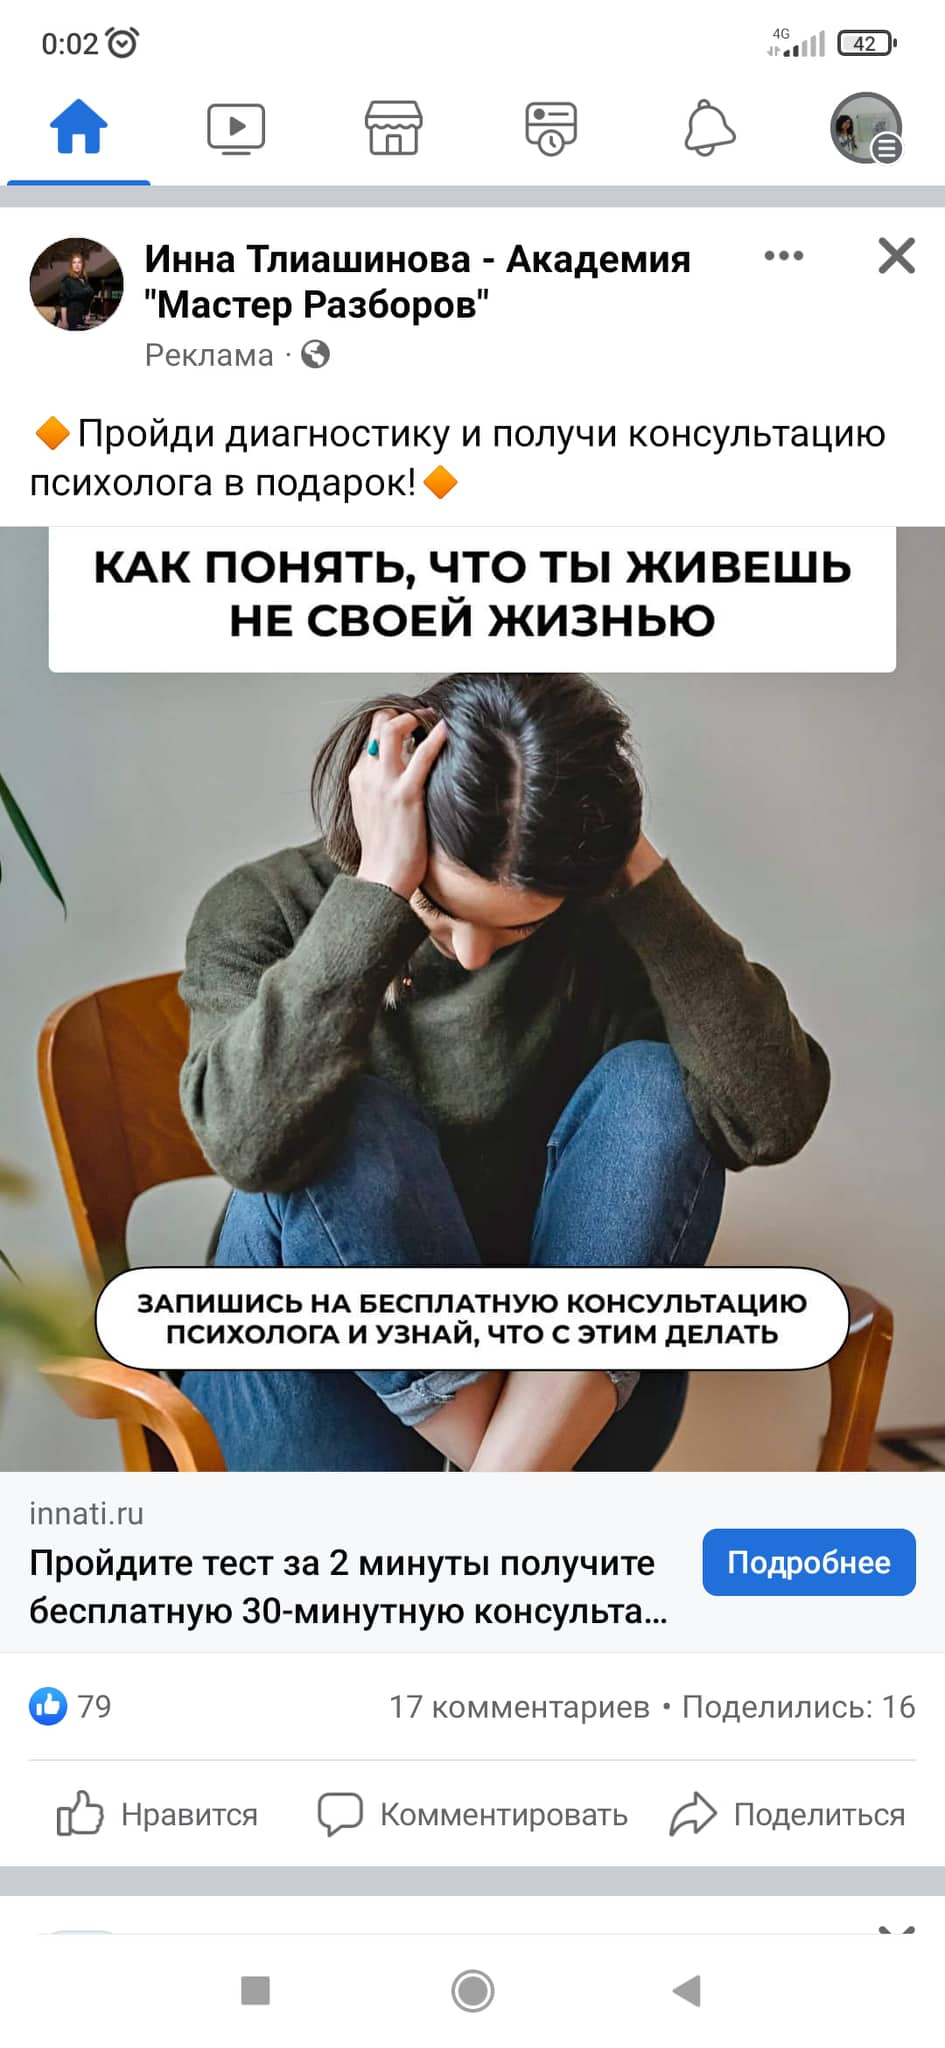 0:02
4G
42
Инна Тлиашинова - Академия
"Мастер Разборов"
Реклама ·
🔶Пройди диагностику и получи консультацию
психолога в подарок!🔶
КАК ПОНЯТЬ, ЧТО ТЫ ЖИВЕШЬ
НЕ СВОЕЙ ЖИЗНЬЮ
ЗАПИШИСЬ НА БЕСПЛАТНУЮ КОНСУЛЬТАЦИЮ
ПСИХОЛОГА И УЗНАЙ, ЧТО С ЭТИМ ДЕЛАТЬ
innati.ru
Пройдите тест за 2 минуты получите
бесплатную 30-минутную консульта...
Подробнее
79
17 комментариев • Поделились: 16
Нравится
Комментировать
Поделиться